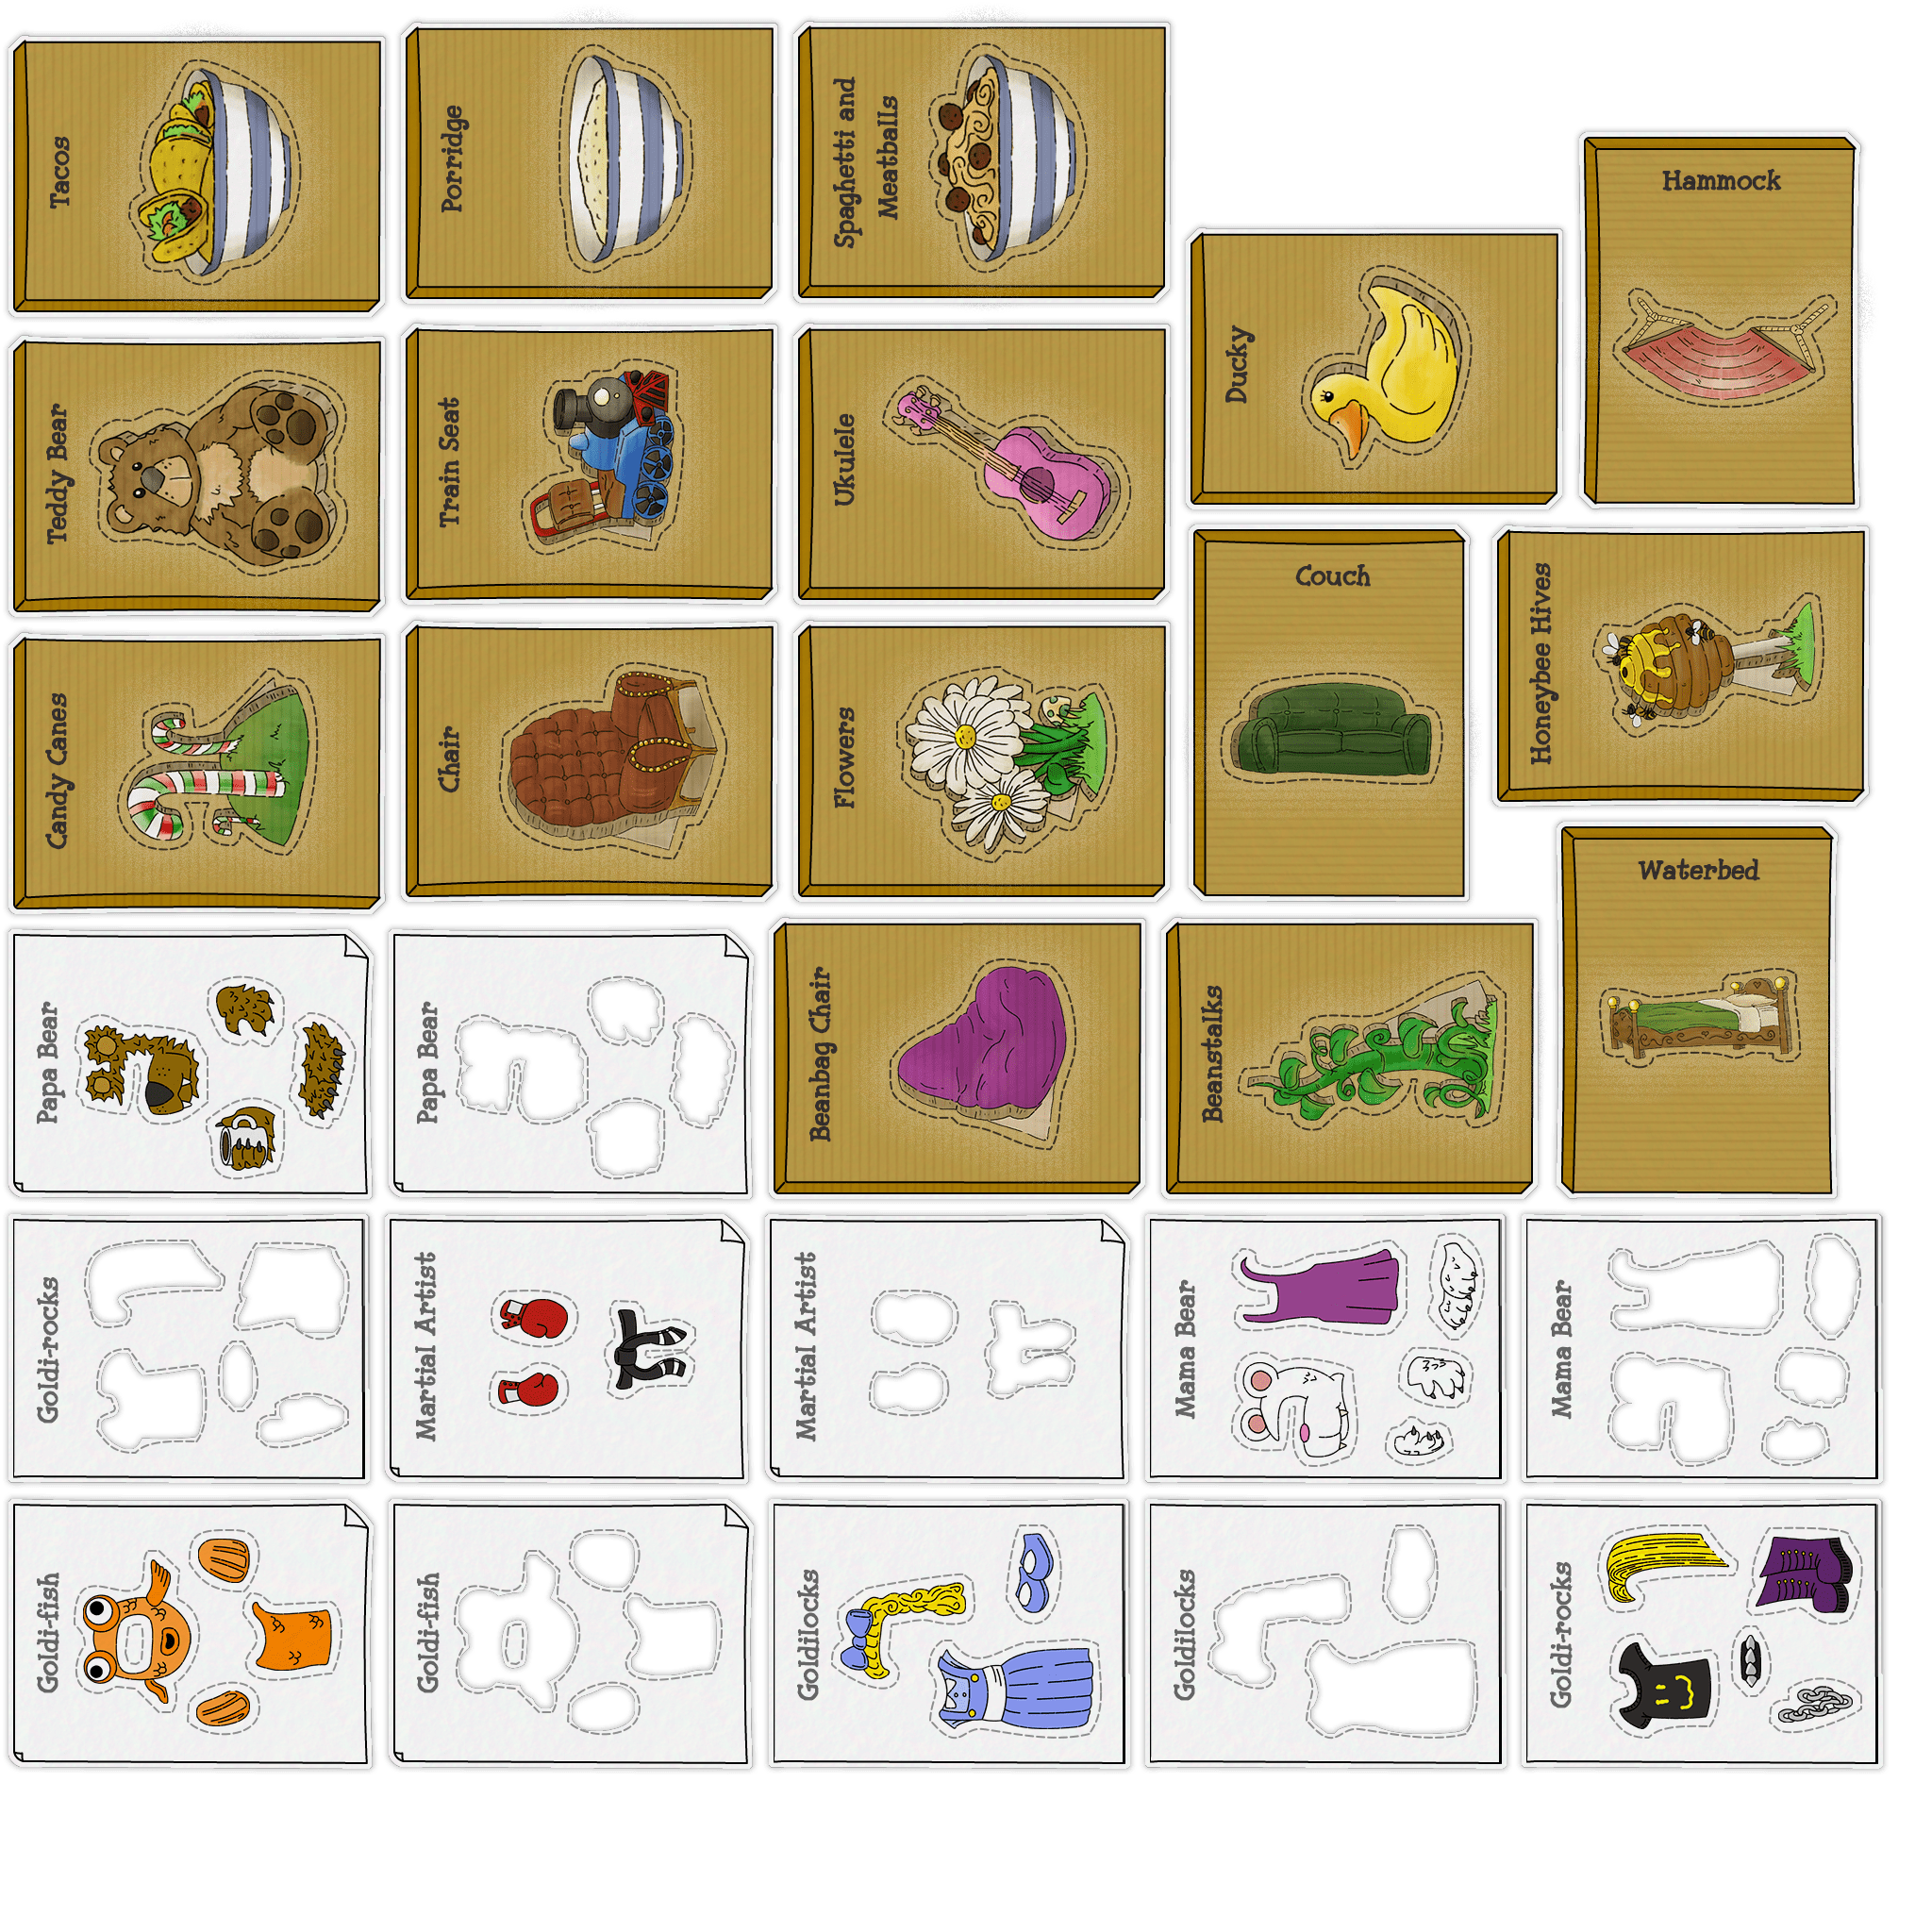 Tacos
Porridge
Spaghetti and
Meatballs
Hammock
Ducky
Teddy Bear
Train Seat
Ukulele
Couch
Honeybee Hives
Candy Canes
Chair
Flowers
Waterbed
Papa Bear
Papa Bear
Beanbag Chair
Beanstalks
Goldi-rocks
Martial Artist
Martial Artist
Mama Bear
Mama Bear
Goldi-fish
Goldi-fish
Goldilocks
Goldilocks
Goldi-rocks